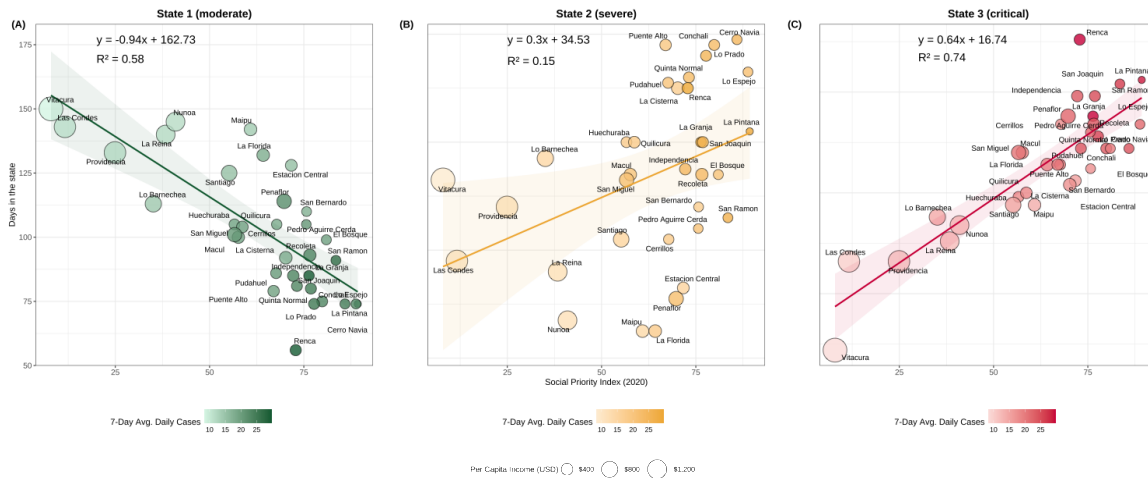 State 1 (moderate)
State 2 (severe)
State 3 (critical)
(A)
(B)
(C)
y = -0.94x + 162.73
R² = 0.58
Days in the state
175
150
125
100
75
50
25
50
75
Vitacura
Las Condes
Nunoa
La Reina
Providencia
Maipu
La Florida
Estacion Central
Santiago
Lo Barnechea
Penaflor
San Bernardo
Huechuraba
Quilicura
San Miguel
Cerrillos
Pedro Aguirre Cerda
El Bosque
Macul
La Cisterna
Recoleta
San Ramon
Independencia
La Granja
Pudahuel
San Joaquin
Puente Alto
Quinta Normal
Conchali
Lo Espejo
Lo Prado
La Pintana
Cerro Navia
Renca
y = 0.3x + 34.53
R² = 0.15
Puente Alto
Conchali
Cerro Navia
Lo Prado
Quinta Normal
Pudahuel
Lo Espejo
La Cisterna
Renca
La Pintana
La Granja
Huechuraba
Quilicura
San Joaquin
Lo Barnechea
Independencia
Macul
El Bosque
Vitacura
San Miguel
Recoleta
San Bernardo
Providencia
San Ramon
Pedro Aguirre Cerda
Santiago
Cerrillos
La Reina
Las Condes
Estacion Central
Penaflor
Nunoa
Maipu
La Florida
25
50
75
Social Priority Index (2020)
y = 0.64x + 16.74
R² = 0.74
Renca
San Joaquin
La Pintana
Independencia
San Ramon
Penaflor
La Granja
Lo Espejo
Cerrillos
Pedro Aguirre Cerda
Recoleta
Macul
Quinta Normal
Cerro Navia
San Miguel
Pudahuel
Conchali
La Florida
Puente Alto
Quilicura
San Bernardo
Huechuraba
La Cisterna
Estacion Central
Lo Barnechea
Santiago
Maipu
Nunoa
La Reina
Las Condes
Providencia
Vitacura
25
50
75
7-Day Avg. Daily Cases
10 15 25
7-Day Avg. Daily Cases
10 15 25
7-Day Avg. Daily Cases
10 15 25
Per Capita Income (USD)
$400
$800
$1,200